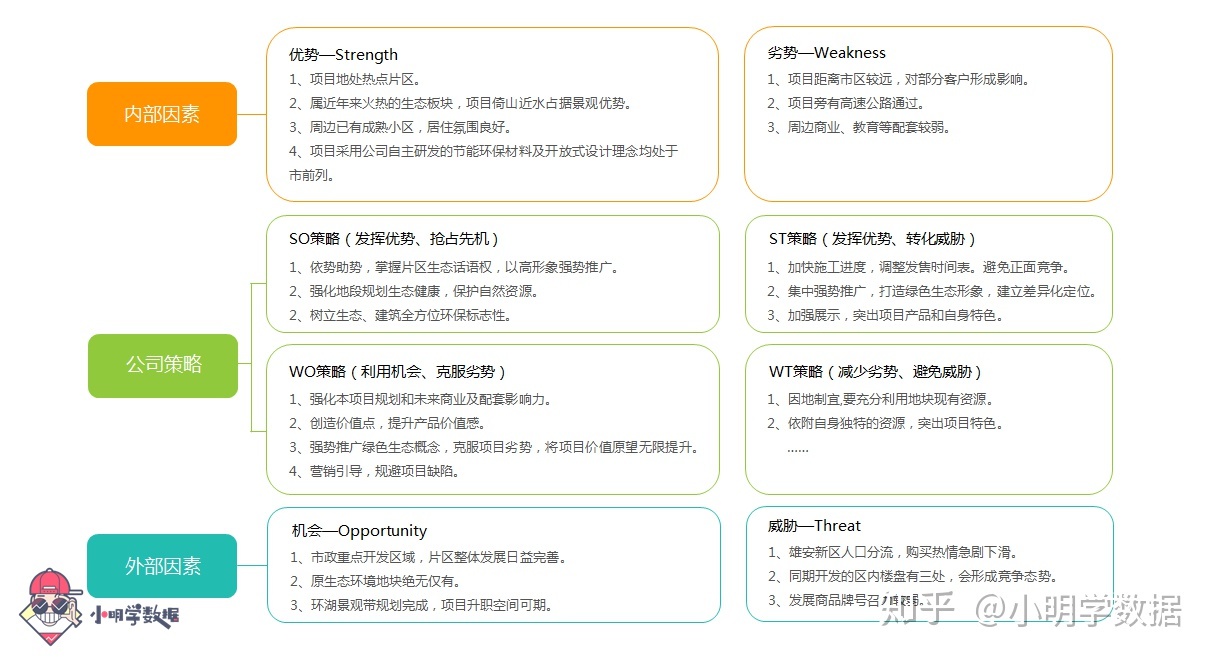 内部因素
优势—Strength
1、项目地处热点片区。
2、属近年来火热的生态板块，项目倚山近水占据景观优势。
3、周边已有成熟小区，居住氛围良好。
4、项目采用公司自主研发的节能环保材料及开放式设计理念均处于
市前列。
劣势—Weakness
1、项目距离市区较远，对部分客户形成影响。
2、项目旁有高速公路通过。
3、周边商业、教育等配套较弱。
公司策略
SO策略（发挥优势、抢占先机）
1、依势助势，掌握片区生态话语权，以高形象强势推广。
2、强化地段规划生态健康，保护自然资源。
2、树立生态、建筑全方位环保标志性。
ST策略（发挥优势、转化威胁）
1、加快施工进度，调整发售时间表。避免正面竞争。
2、集中强势推广，打造绿色生态形象，建立差异化定位。
3、加强展示，突出项目产品和自身特色。
WO策略（利用机会、克服劣势）
1、强化本项目规划和未来商业及配套影响力。
2、创造价值点，提升产品价值感。
3、强势推广绿色生态概念，克服项目劣势，将项目价值原望无限提升。
4、营销引导，规避项目缺陷。
WT策略（减少劣势、避免威胁）
1、因地制宜,要充分利用地块现有资源。
2、依附自身独特的资源，突出项目特色。
......
外部因素
机会—Opportunity
1、市政重点开发区域，片区整体发展日益完善。
2、原生态环境地块绝无仅有。
3、环湖景观带规划完成，项目升职空间可期。
威胁—Threat
1、雄安新区人口分流，购买热情急剧下滑。
2、同期开发的区内楼盘有三处，会形成竞争态势。
3、发展商品牌号召力较弱。
小明学数据
知乎 @小明学数据